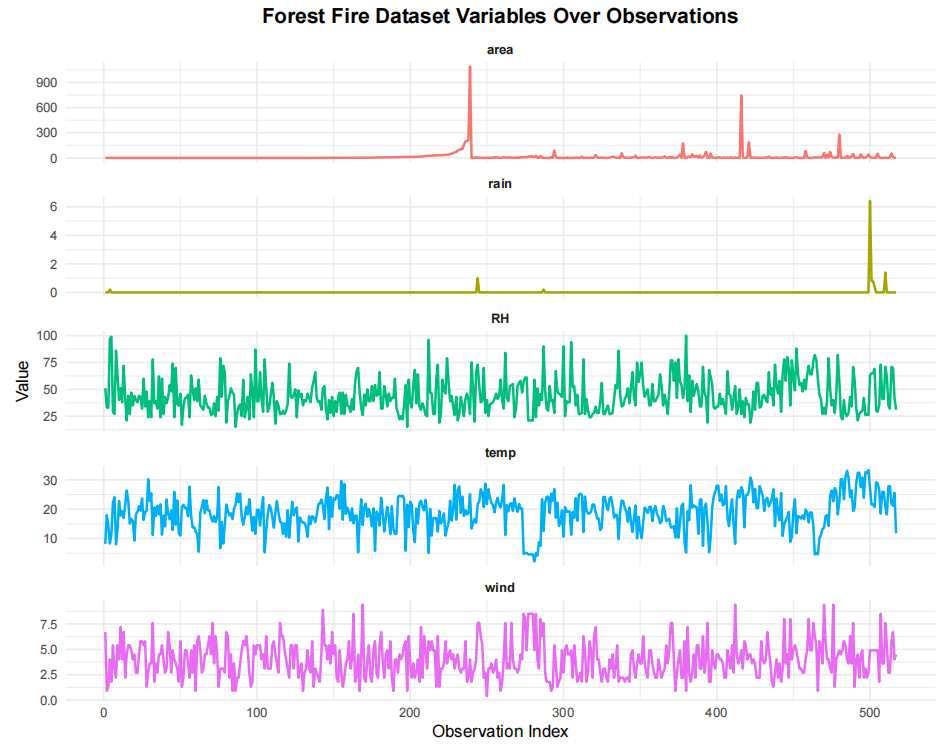 Forest Fire Dataset Variables Over Observations
area
900
600
300
0
rain
6
4
2
0
RH
100
75
50
25
Value
temp
30
20
10
wind
7.5
5.0
2.5
0.0
0 100 200 300 400 500
Observation Index